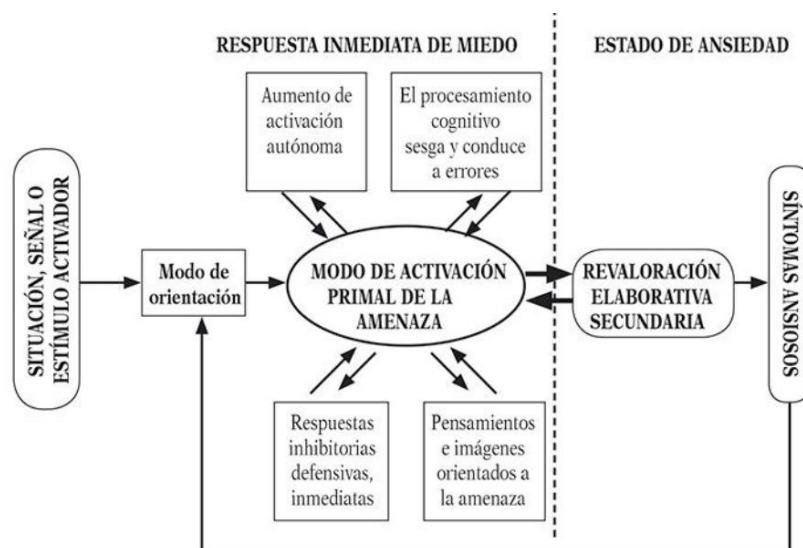 RESPUESTA INMEDIATA DE MIEDO
ESTADO DE ANSIEDAD
Aumento de
activación
autónoma
El procesamiento
cognitivo
sesga y conduce
a errores
SITUACIÓN, SEÑAL O
ESTÍMULO ACTIVADOR
Modo de
orientación
MODO DE ACTIVACIÓN
PRIMAL DE LA
AMENAZA
REVALORACIÓN
ELABORATIVA
SECUNDARIA
SÍNTOMAS ANSIOSOS
Respuestas
inhibitorias
defensivas,
inmediatas
Pensamientos
e imágenes
orientados a
la amenaza